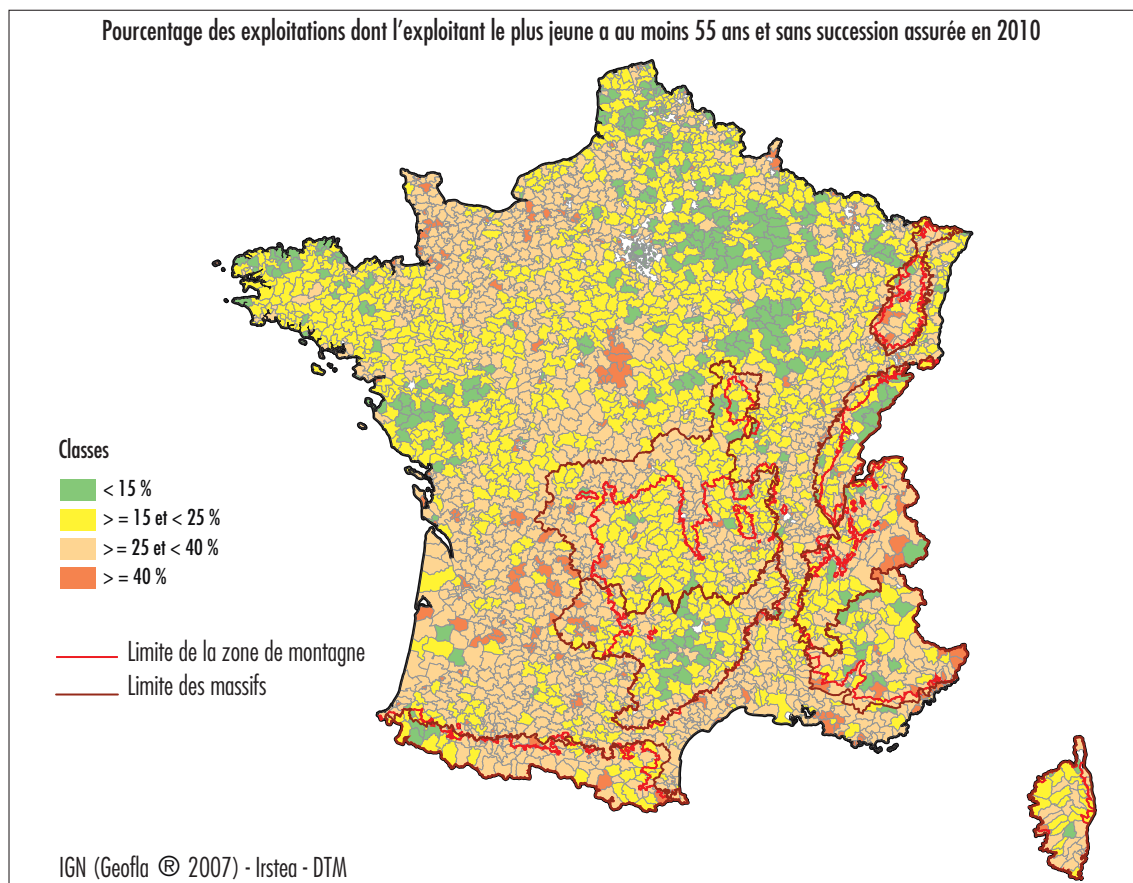 Pourcentage des exploitations dont l'exploitant le plus jeune a au moins 55 ans et sans succession assurée en 2010
Classes
< 15 %
> = 15 et < 25 %
> = 25 et < 40 %
> = 40 %
Limite de la zone de montagne
Limite des massifs
IGN (Geofla ® 2007) - Irstea - DTM